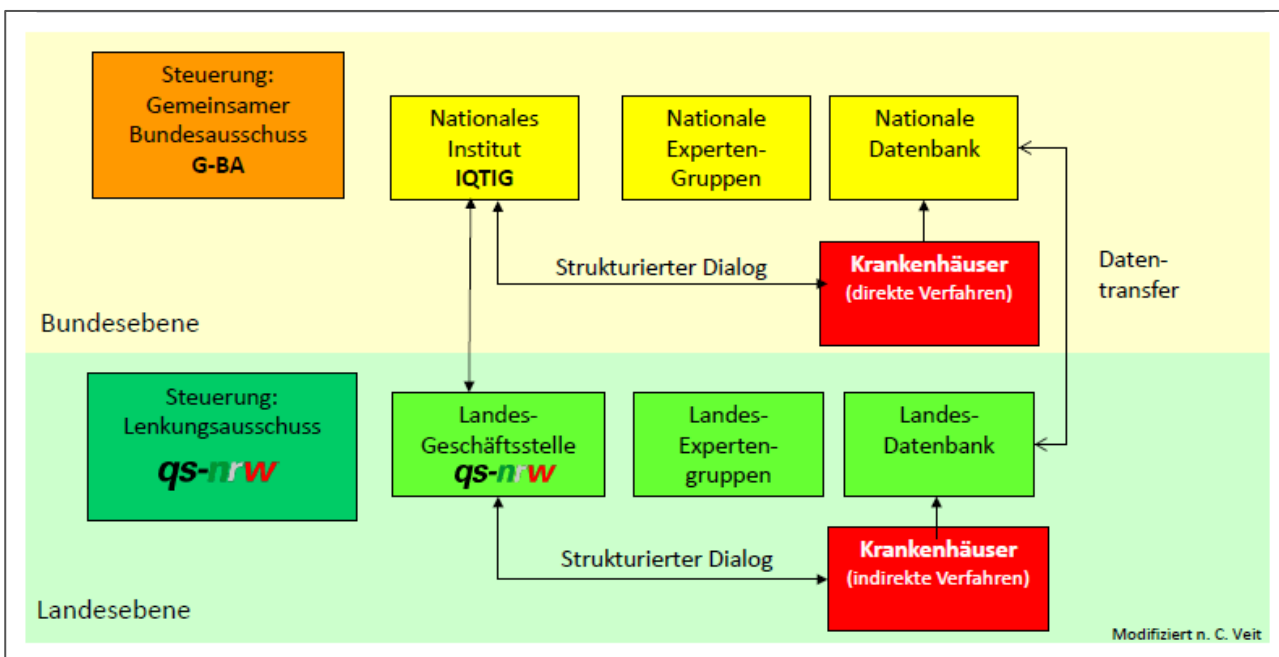 Steuerung:
Gemeinsamer
Bundesausschuss
G-BA
Nationales
Institut
IQTIG
Nationale
Experten-
Gruppen
Nationale
Datenbank
Strukturierter Dialog
Krankenhäuser
(direkte Verfahren)
Daten-
transfer
Bundesebene
Steuerung:
Lenkungsausschuss
qs-nrw
Landes-
Geschäftsstelle
qs-nrw
Landes-
Experten-
gruppen
Landes-
Datenbank
Strukturierter Dialog
Krankenhäuser
(indirekte Verfahren)
Landesebene
Modifiziert n. C. Veit